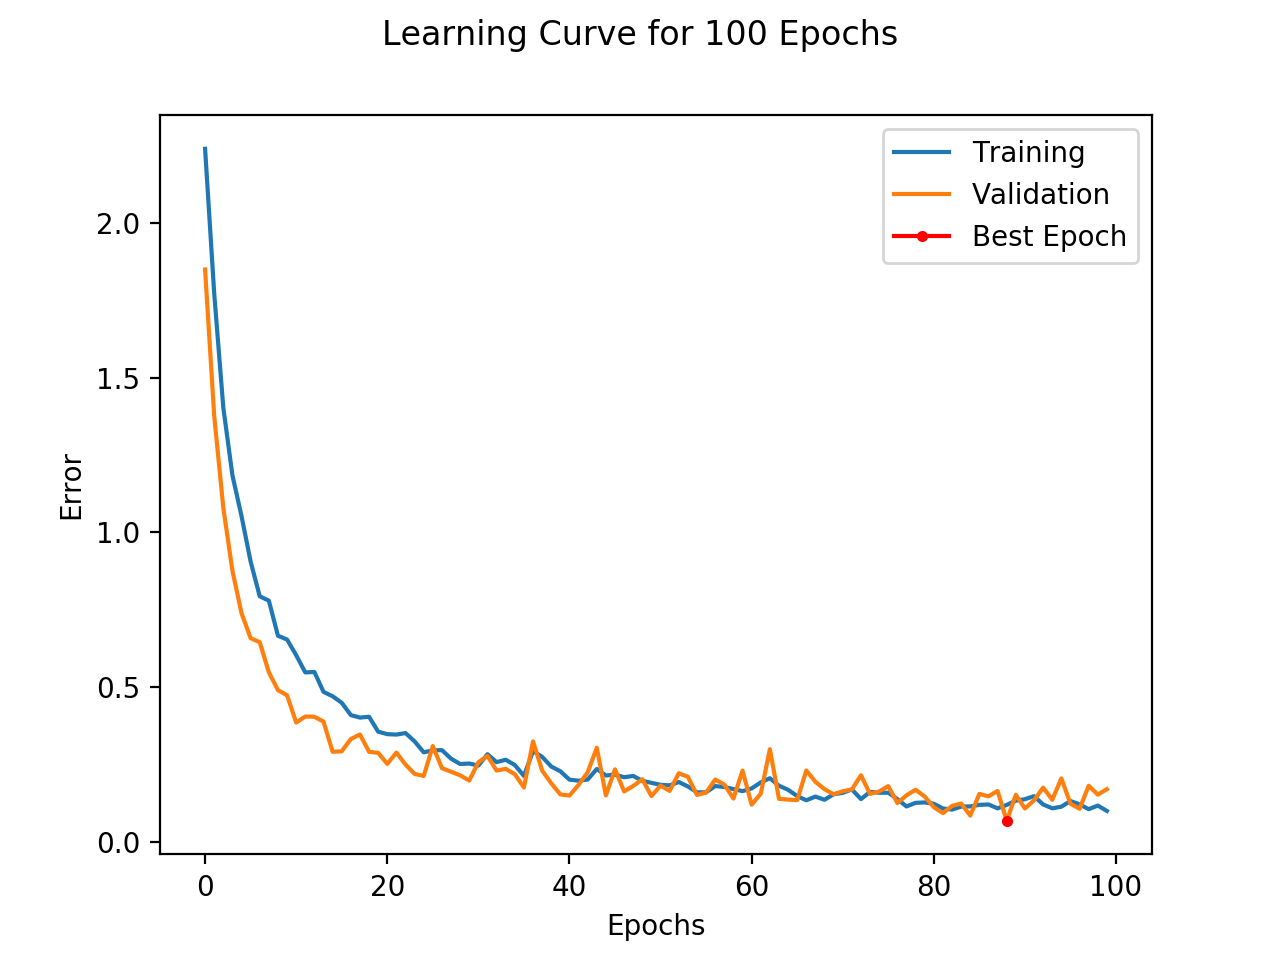 Learning Curve for 100 Epochs
Training
Validation
Best Epoch
2.0
1.5
1.0
0.5
0.0
Error
0 20 40 60 80 100
Epochs